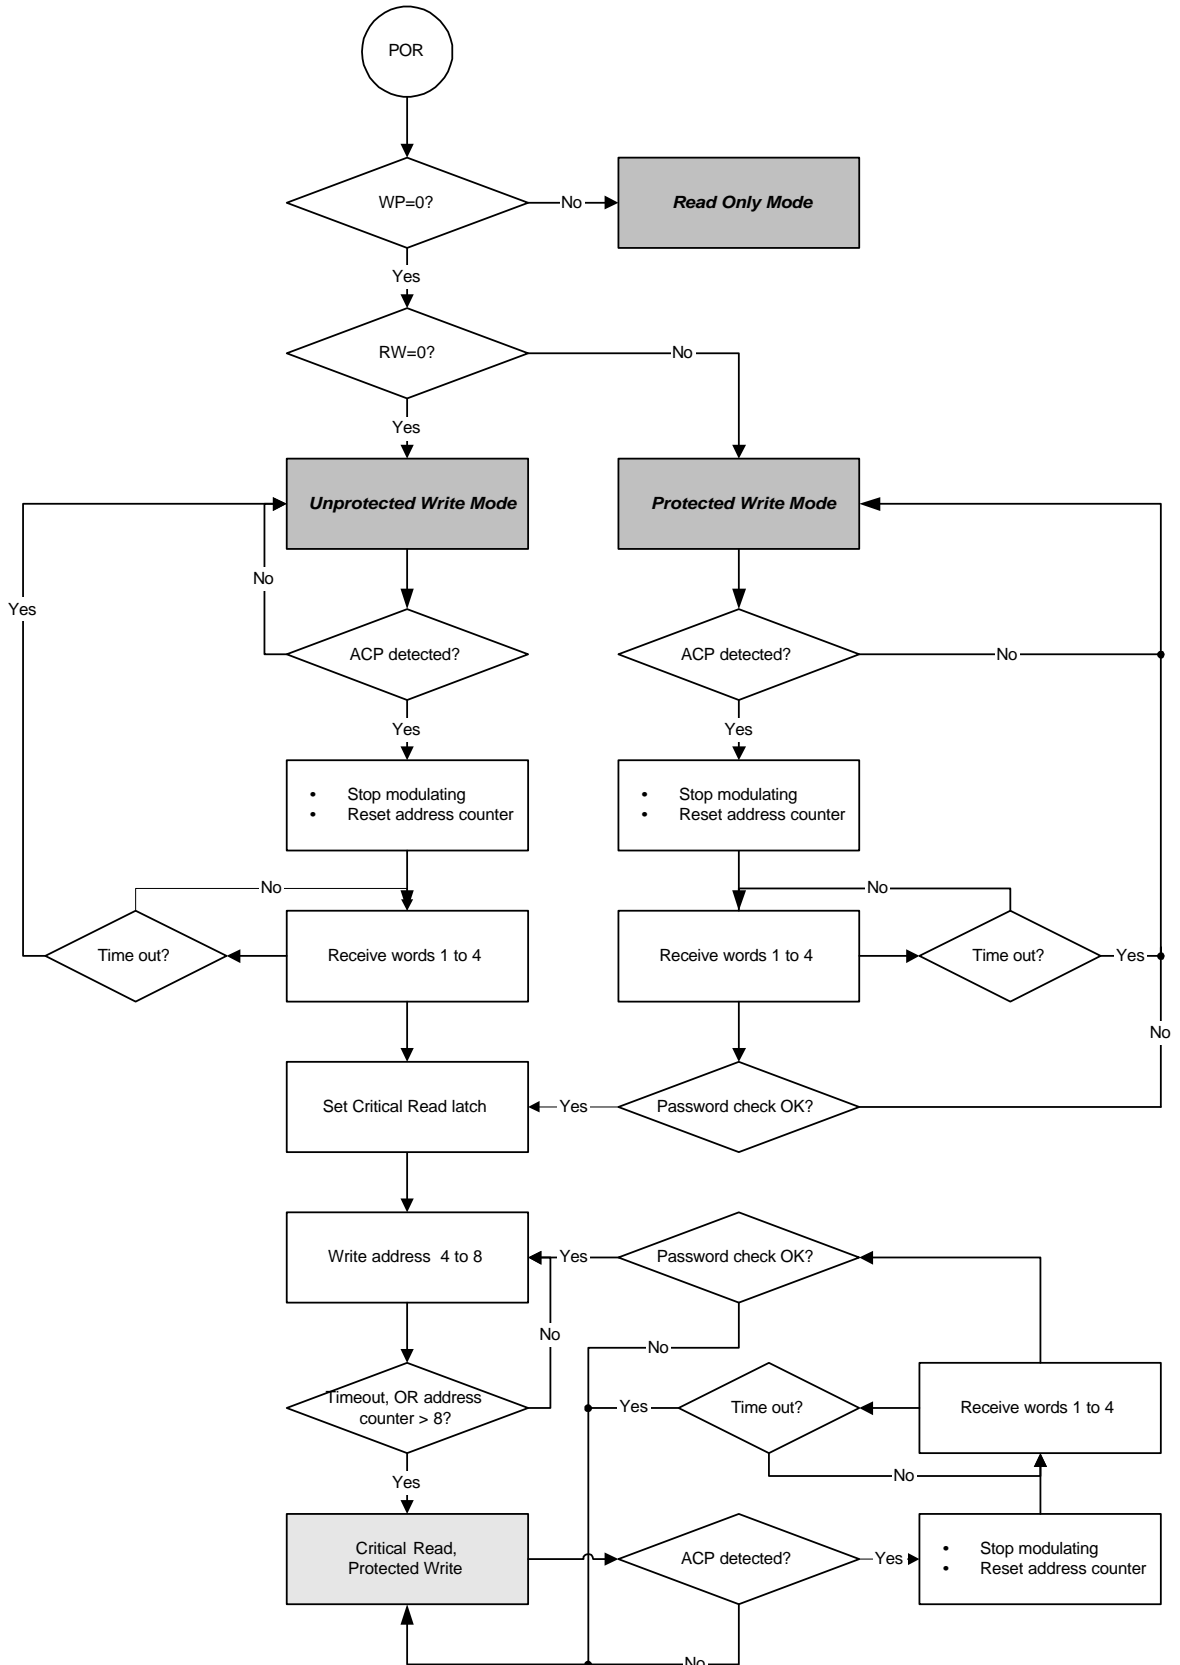 POR
WP=0?
No
Read Only Mode
Yes
RW=0?
No
Yes
Unprotected Write Mode
Protected Write Mode
No
Yes
ACP detected?
ACP detected?
No
Yes
Yes
• Stop modulating
• Reset address counter
• Stop modulating
• Reset address counter
No
No
Time out?
Receive words 1 to 4
Receive words 1 to 4
Time out?
Yes
No
Set Critical Read latch
Yes
Password check OK?
Write address 4 to 8
Yes
Password check OK?
No
No
Timeout, OR address
counter > 8?
Yes
Time out?
Receive words 1 to 4
Yes
No
Critical Read,
Protected Write
ACP detected?
Yes
• Stop modulating
• Reset address counter
No